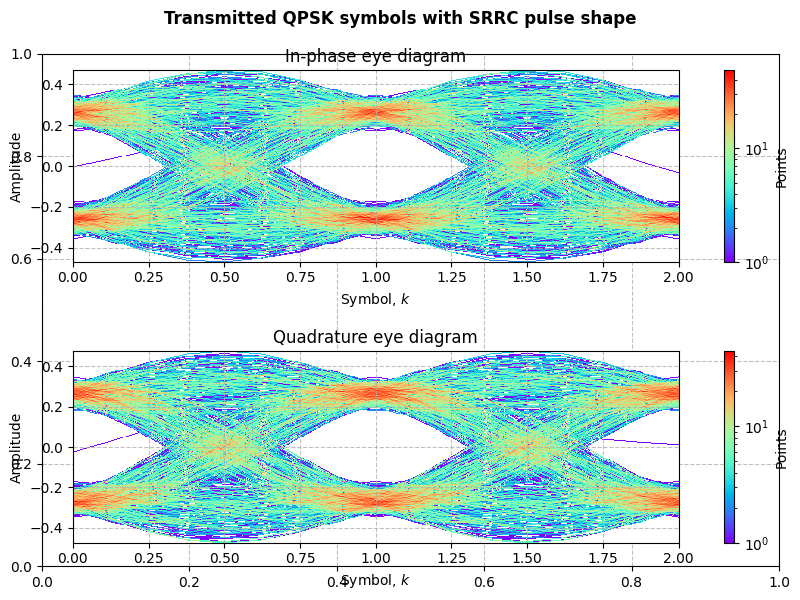 Transmitted QPSK symbols with SRRC pulse shape
In-phase eye diagram
1.0
0.8
0.6
0.4
0.2
0.0
Amplitude
0.4
0.2
0.0
−0.2
−0.4
0.00 0.25 0.50 0.75 1.00 1.25 1.50 1.75 2.00
Symbol, k
10¹
10⁰
Points
Quadrature eye diagram
Amplitude
0.4
0.2
0.0
−0.2
−0.4
0.00 0.25 0.50 0.75 1.00 1.25 1.50 1.75 2.00
Symbol, k
10¹
10⁰
Points
0.0 0.2 0.4 0.6 0.8 1.0